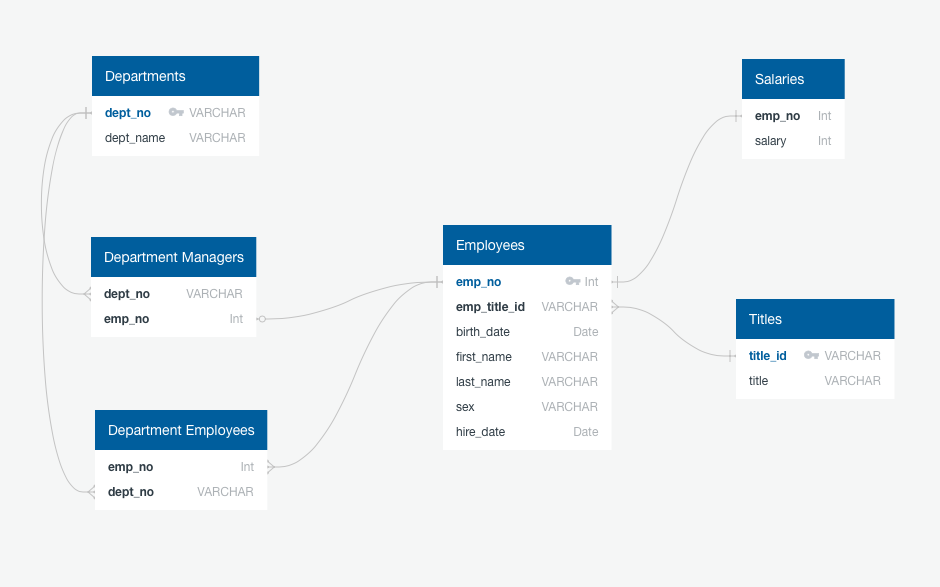 Departments
dept_no VARCHAR
dept_name VARCHAR
Department Managers
dept_no VARCHAR
emp_no Int
Department Employees
emp_no Int
dept_no VARCHAR
Employees
emp_no Int
emp_title_id VARCHAR
birth_date Date
first_name VARCHAR
last_name VARCHAR
sex VARCHAR
hire_date Date
Salaries
emp_no Int
salary Int
Titles
title_id VARCHAR
title VARCHAR